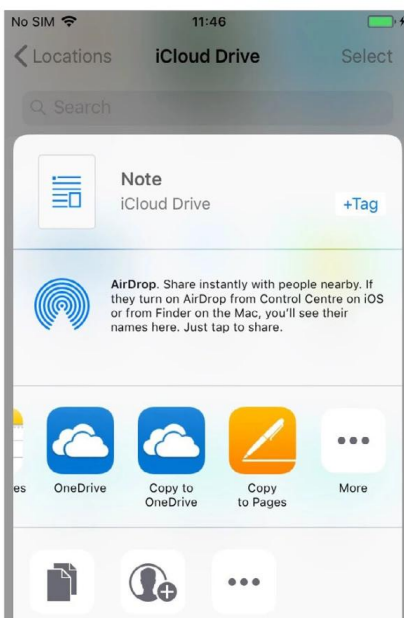 No SIM 11:46
Locations iCloud Drive Select
Search
Note
iCloud Drive
+Tag
AirDrop. Share instantly with people nearby. If
they turn on AirDrop from Control Centre on iOS
or from Finder on the Mac, you'll see their
names here. Just tap to share.
es OneDrive Copy to Copy More
OneDrive to Pages